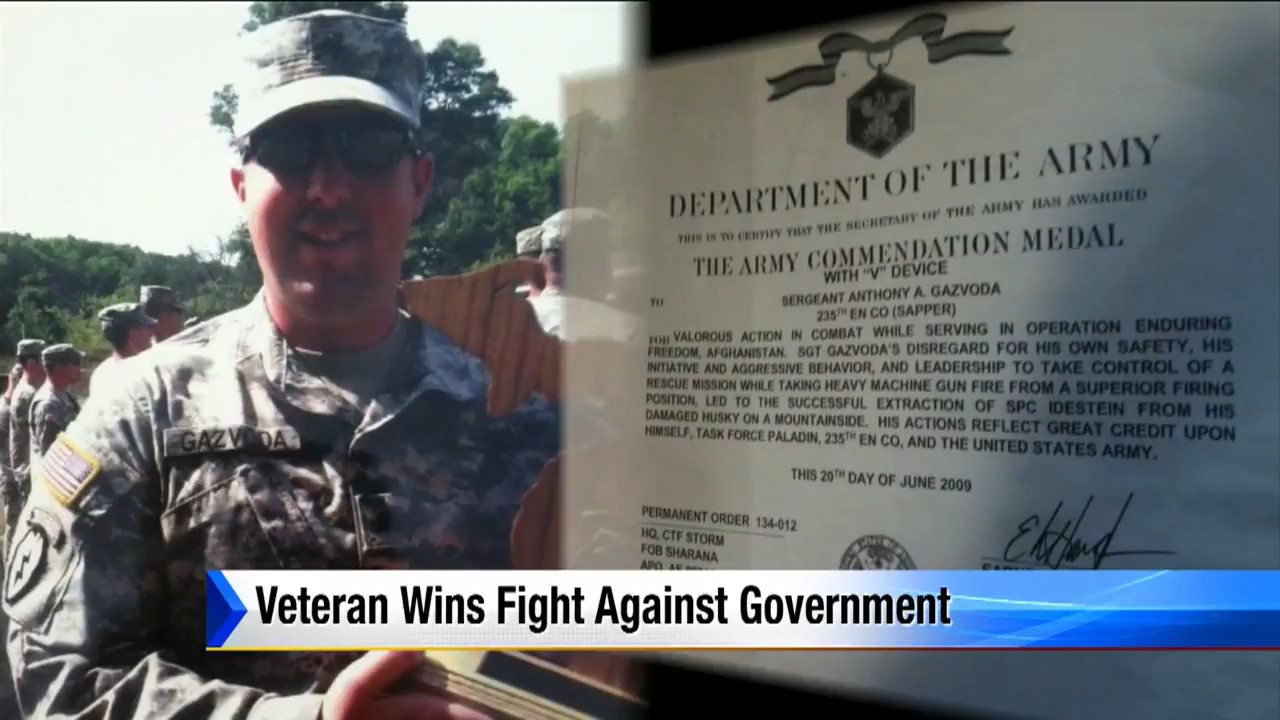 GAZVODA
DEPARTMENT OF THE ARMY
THIS IS TO CERTIFY THAT THE SECRETARY OF THE ARMY HAS AWARDED
THE ARMY COMMENDATION MEDAL
WITH "V" DEVICE
TO
SERGEANT ANTHONY A. GAZVODA
235TH EN CO (SAPPER)
FOR VALOROUS ACTION IN COMBAT WHILE SERVING IN OPERATION ENDURING
FREEDOM, AFGHANISTAN. SGT GAZVODA'S DISREGARD FOR HIS OWN SAFETY, HIS
INITIATIVE AND AGGRESSIVE BEHAVIOR, AND LEADERSHIP TO TAKE CONTROL OF A
RESCUE MISSION WHILE TAKING HEAVY MACHINE GUN FIRE FROM A SUPERIOR FIRING
POSITION, LED TO THE SUCCESSFUL EXTRACTION OF SPC IDESTEIN FROM HIS
DAMAGED HUSKY ON A MOUNTAINSIDE. HIS ACTIONS REFLECT GREAT CREDIT UPON
HIMSELF, TASK FORCE PALADIN, 235TH EN CO, AND THE UNITED STATES ARMY.
THIS 20TH DAY OF JUNE 2009
PERMANENT ORDER 134-012
HQ, CTF STORM
FOB SHARANA
Veteran Wins Fight Against Government